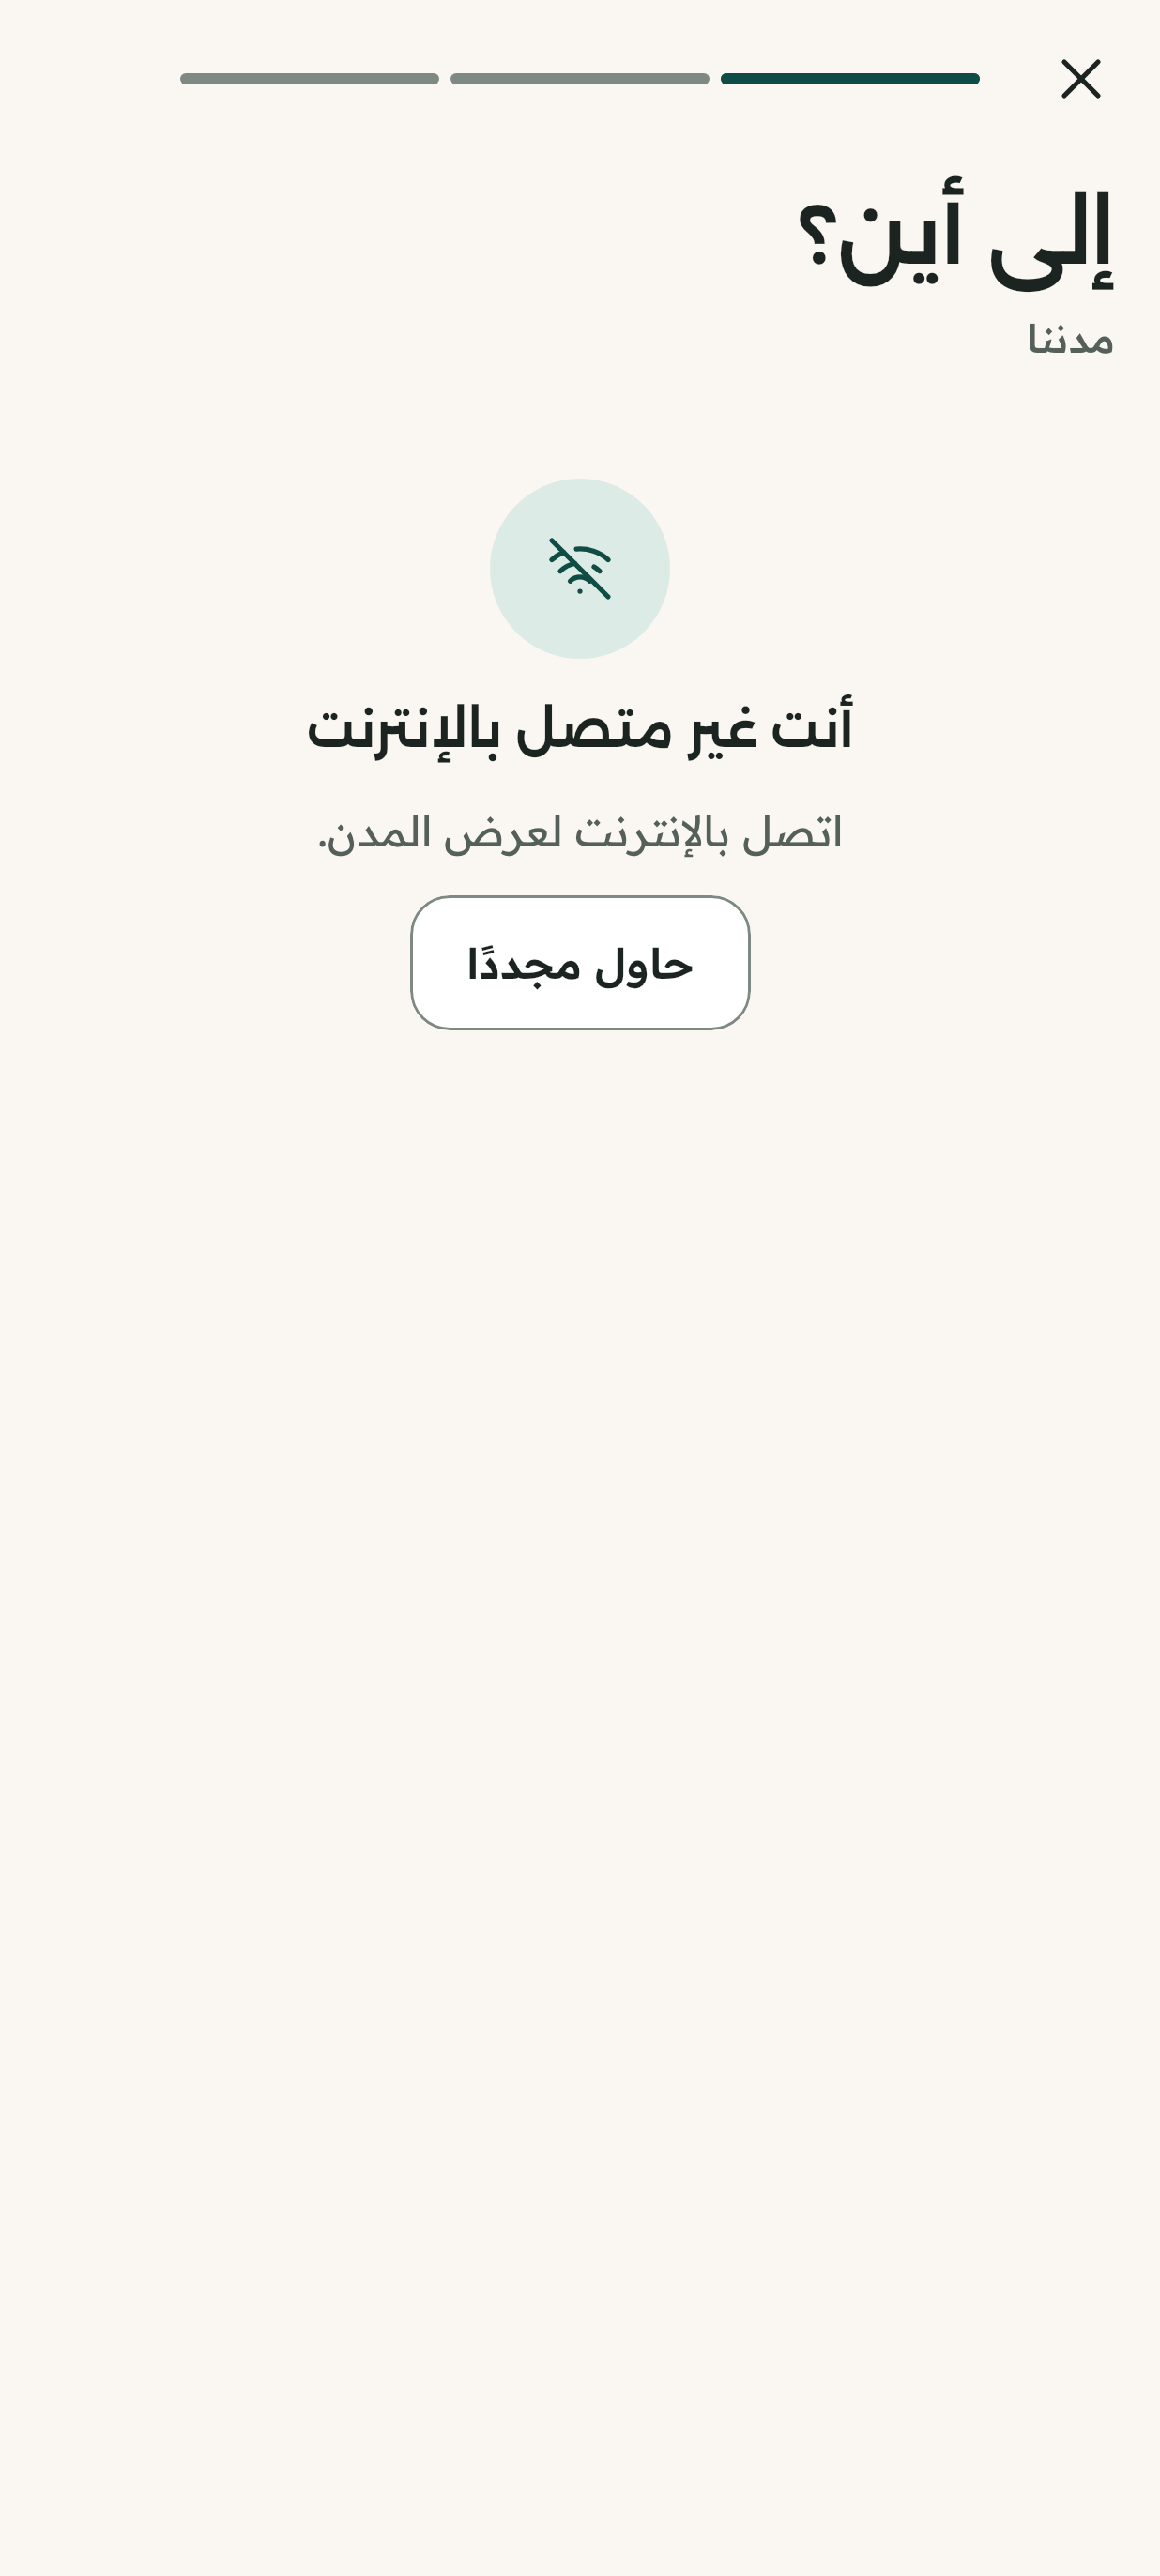 إلى أين؟
مدننا
أنت غير متصل بالإنترنت
اتصل بالإنترنت لعرض المدن.
حاول مجددًا